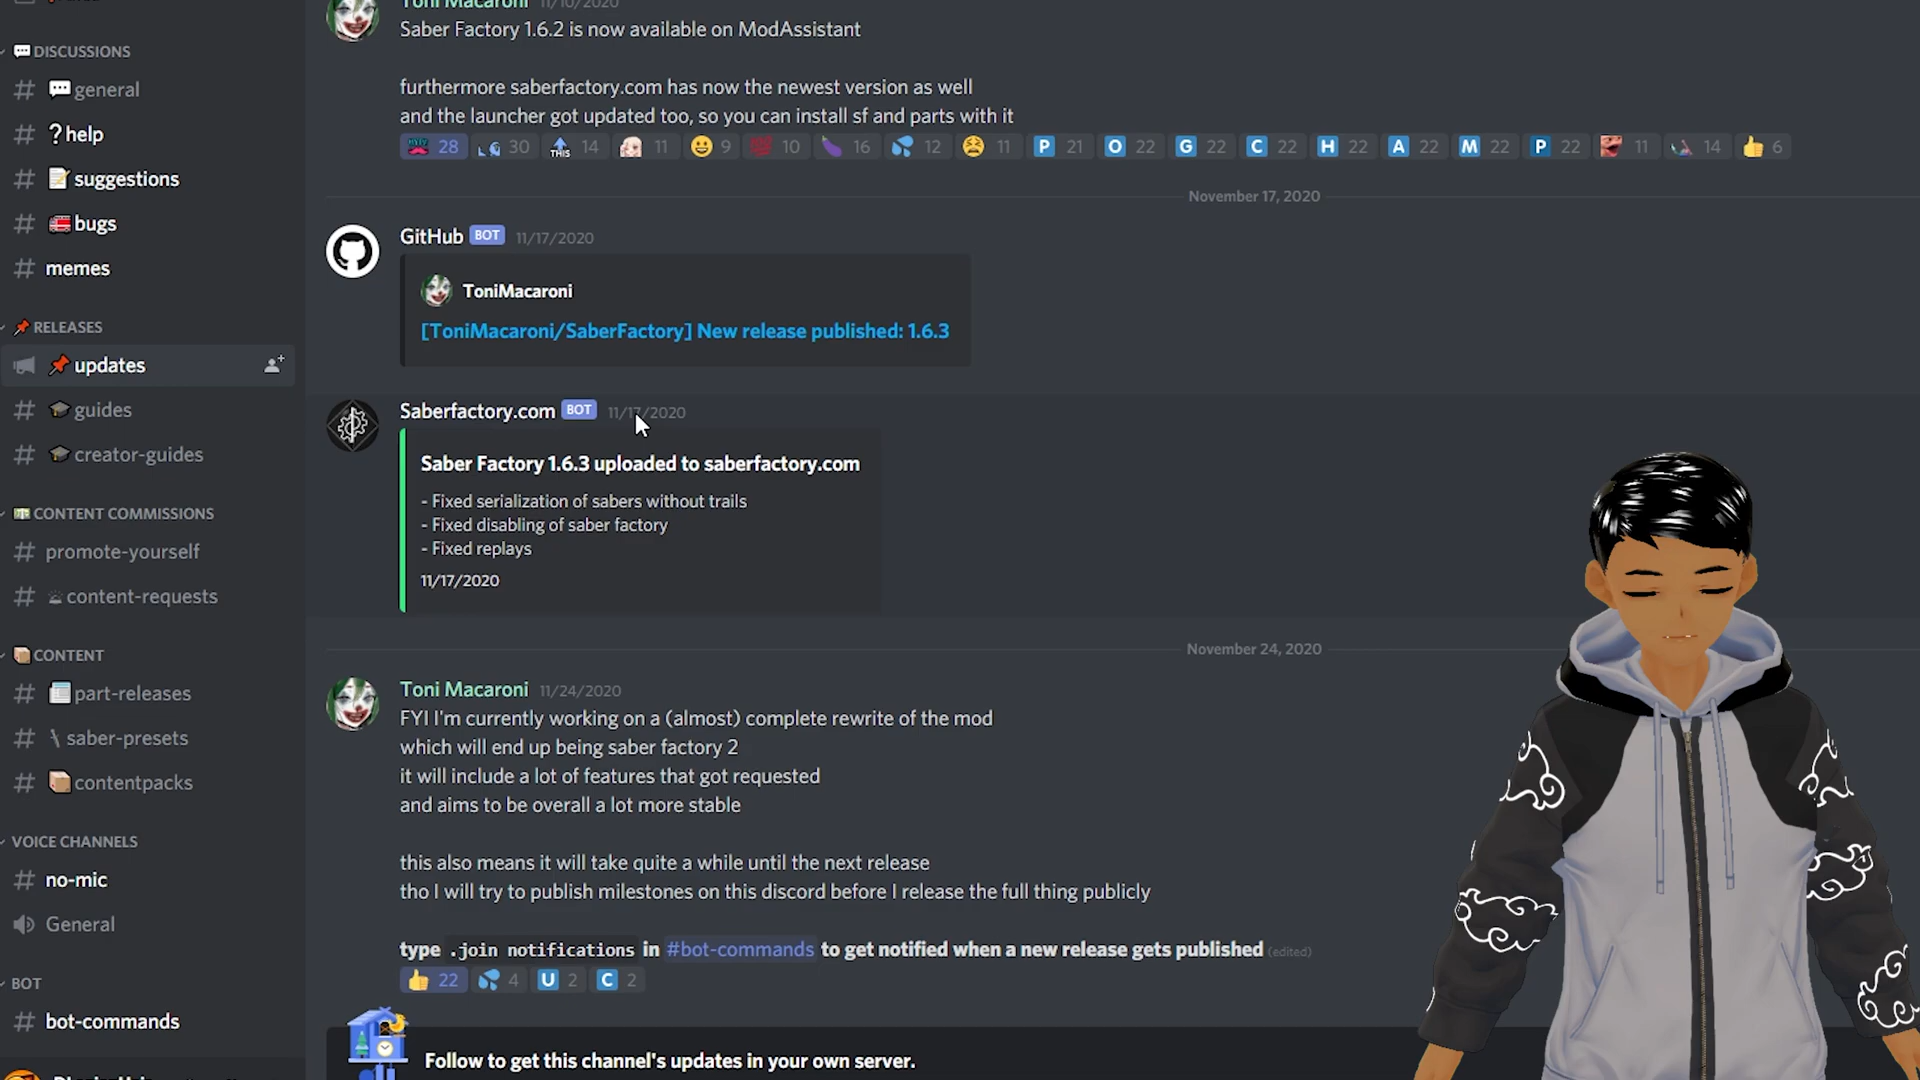 DISCUSSIONS
general
?help
suggestions
bugs
memes
RELEASES
updates
guides
creator-guides
CONTENT COMMISSIONS
promote-yourself
content-requests
CONTENT
part-releases
saber-presets
contentpacks
VOICE CHANNELS
no-mic
General
BOT
bot-commands
Toni Macaroni 11/10/2020
Saber Factory 1.6.2 is now available on ModAssistant
furthermore saberfactory.com has now the newest version as well
and the launcher got updated too, so you can install sf and parts with it
28 30 THIS 14 11 9 10 16 12 11 P 21 O 22 G 22 C 22 H 22 A 22 M 22 P 22 11 14 6
November 17, 2020
GitHub BOT 11/17/2020
ToniMacaroni
[ToniMacaroni/SaberFactory] New release published: 1.6.3
Saberfactory.com BOT 11/17/2020
Saber Factory 1.6.3 uploaded to saberfactory.com
- Fixed serialization of sabers without trails
- Fixed disabling of saber factory
- Fixed replays
11/17/2020
November 24, 2020
Toni Macaroni 11/24/2020
FYI I'm currently working on a (almost) complete rewrite of the mod
which will end up being saber factory 2
it will include a lot of features that got requested
and aims to be overall a lot more stable
this also means it will take quite a while until the next release
tho I will try to publish milestones on this discord before I release the full thing publicly
type .join notifications in #bot-commands to get notified when a new release gets published (edited)
22 4 U 2 C 2
Follow to get this channel's updates in your own server.